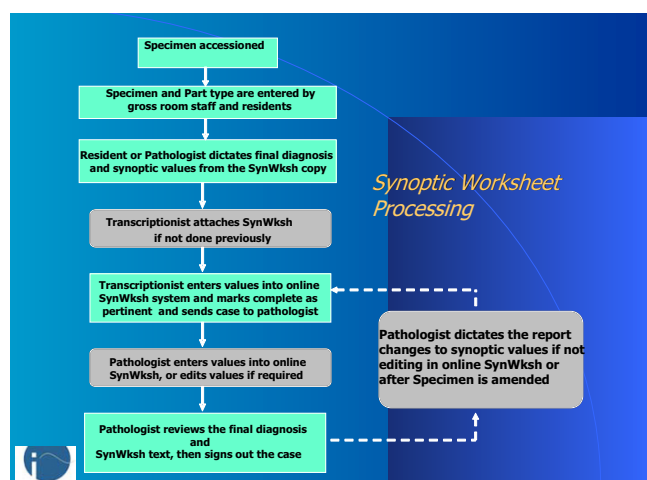 Specimen accessioned
Specimen and Part type are entered by
gross room staff and residents
Resident or Pathologist dictates final diagnosis
and synoptic values from the SynWksh copy
Synoptic Worksheet
Processing
Transcriptionist attaches SynWksh
if not done previously
Transcriptionist enters values into online
SynWksh system and marks complete as
pertinent and sends case to pathologist
Pathologist dictates the report
changes to synoptic values if not
editing in online SynWksh or
after Specimen is amended
Pathologist enters values into online
SynWksh, or edits values if required
Pathologist reviews the final diagnosis
and
SynWksh text, then signs out the case